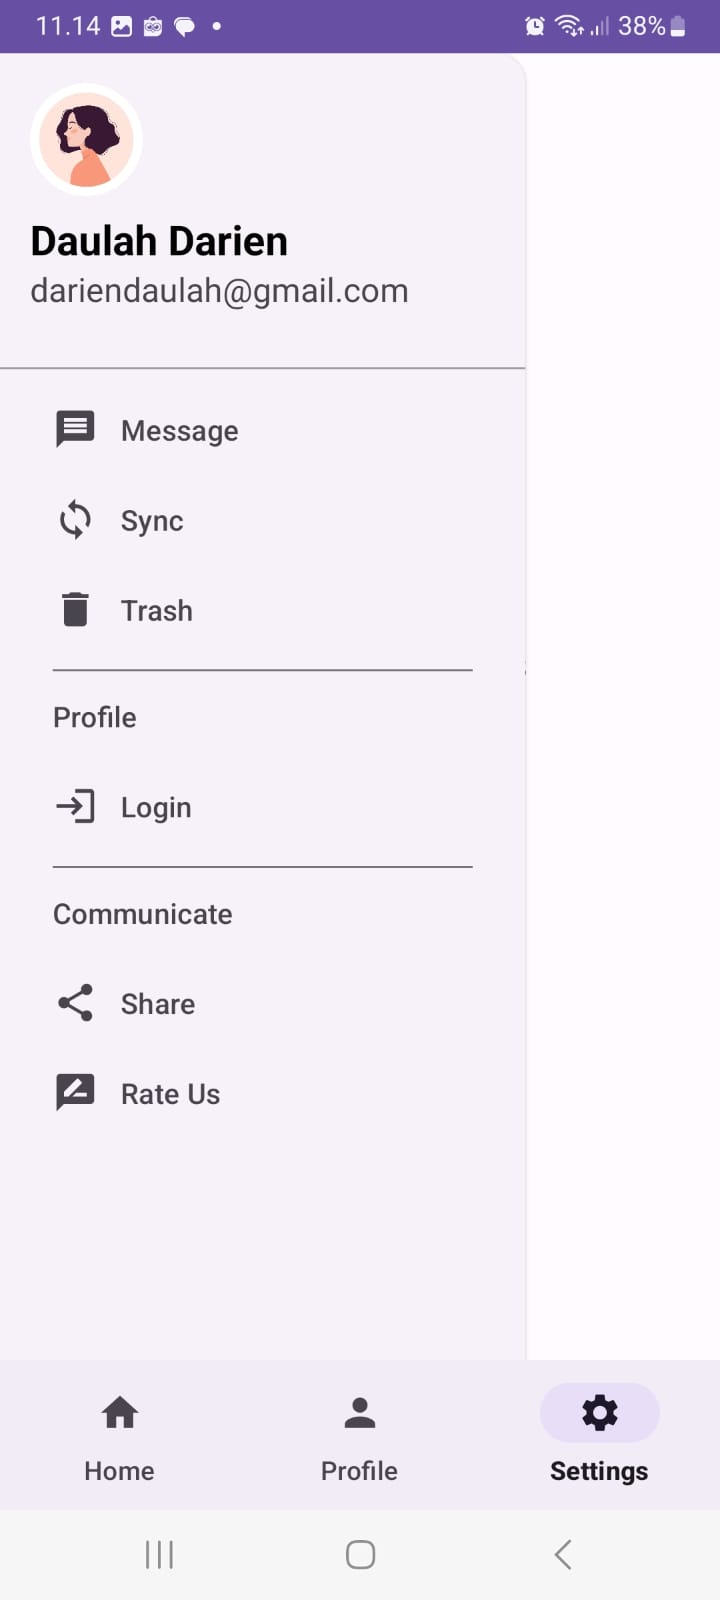 11.14 38%
Daulah Darien
dariendaulah@gmail.com
Message
Sync
Trash
Profile
Login
Communicate
Share
Rate Us
Home Profile Settings